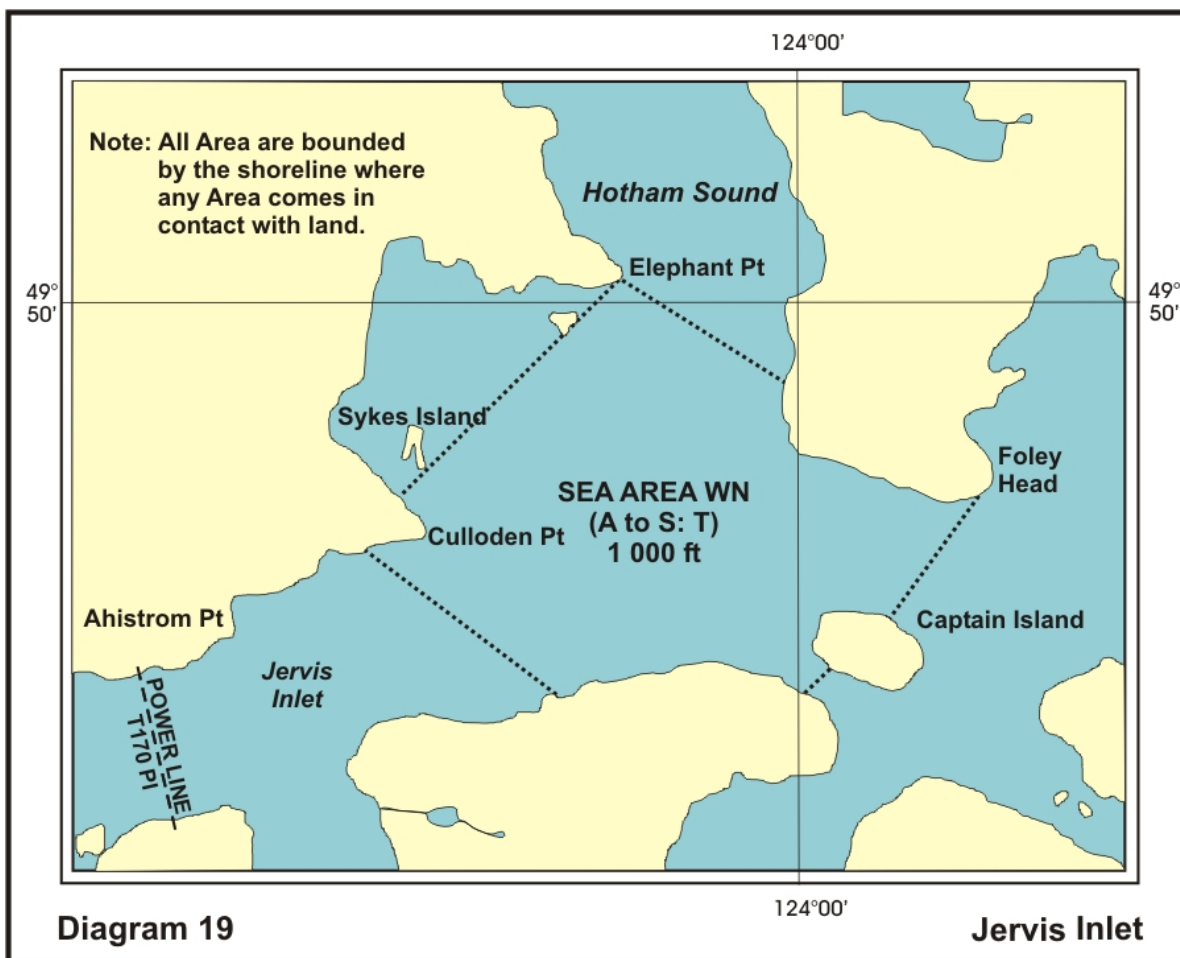 124°00'
Note: All Area are bounded
by the shoreline where
any Area comes in
contact with land.
Hotham Sound
Elephant Pt
49°
50'
49°
50'
Sykes Island
Foley
Head
SEA AREA WN
(A to S: T)
1 000 ft
Culloden Pt
Ahistrom Pt
Captain Island
Jervis
Inlet
POWER LINE
T170 PI
124°00'
Diagram 19
Jervis Inlet